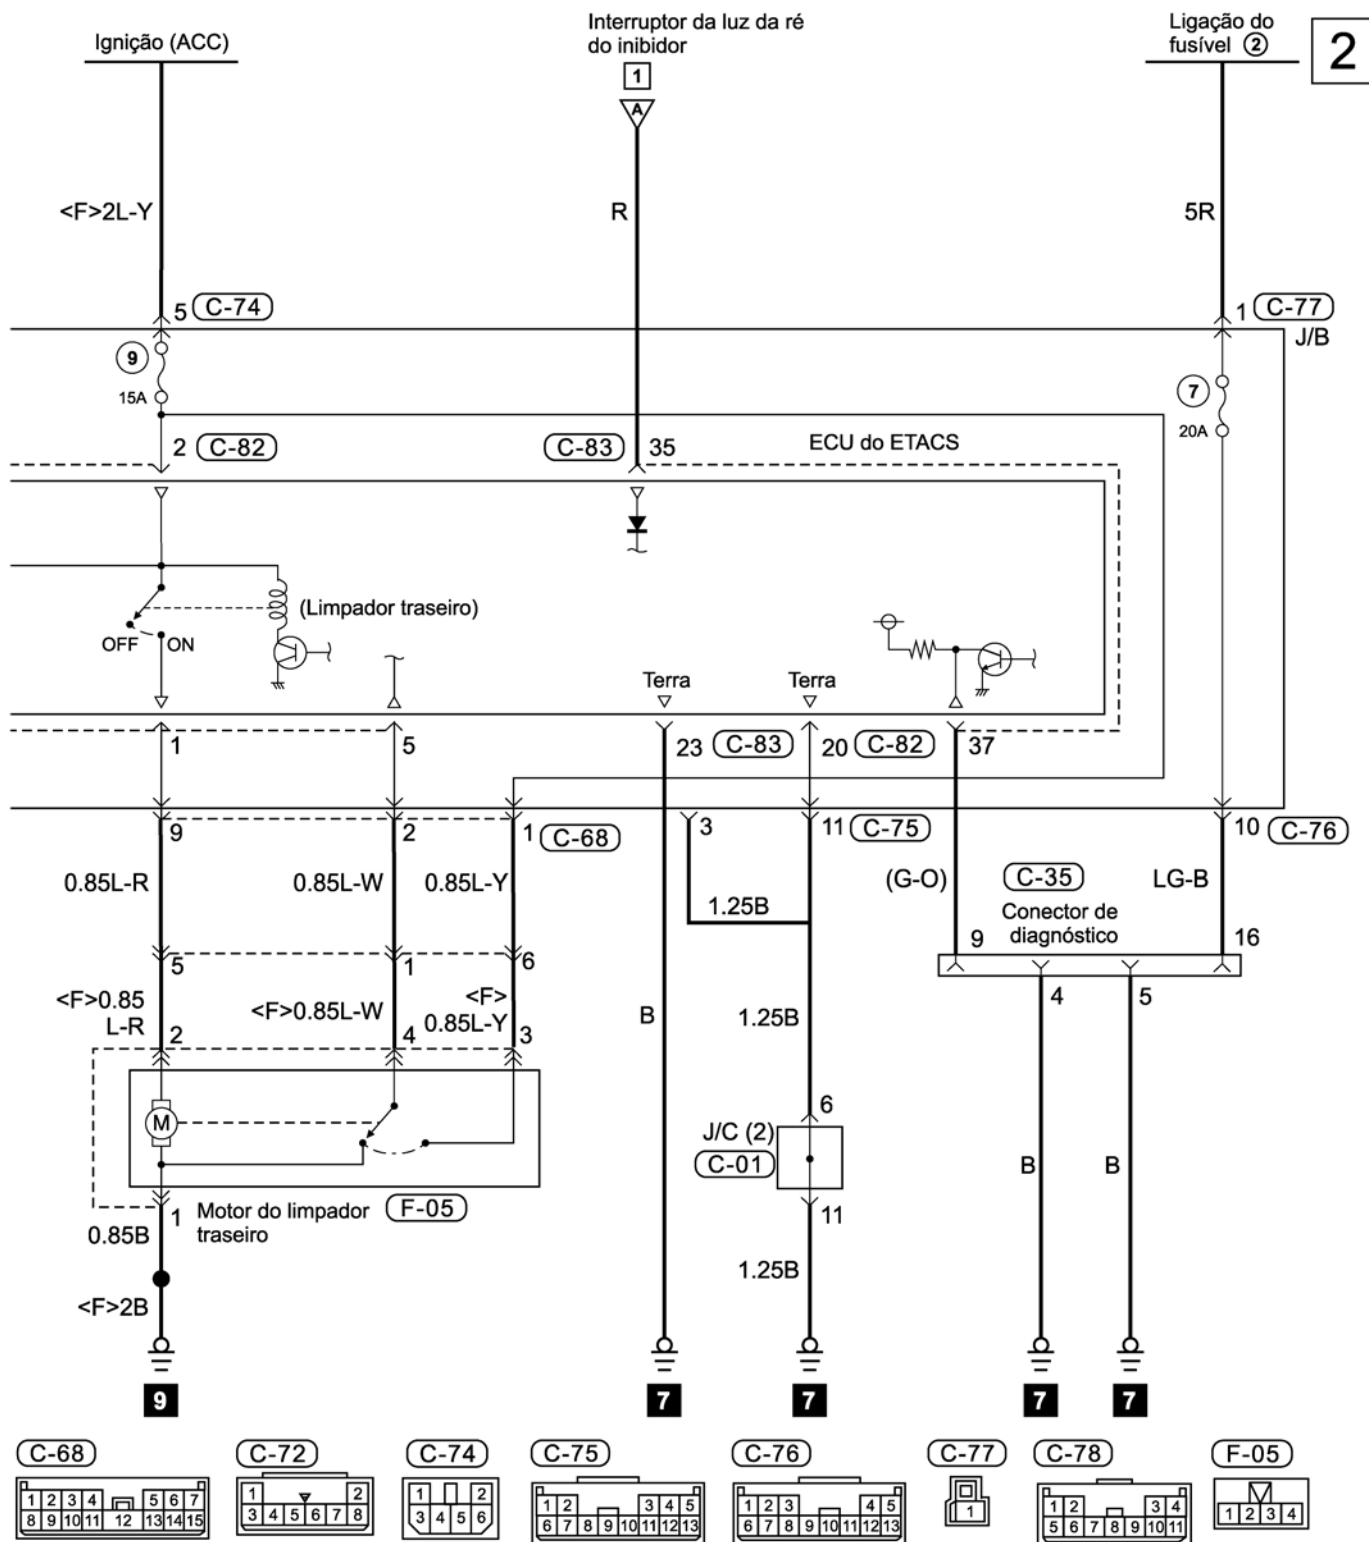 Ignição (ACC)
Interruptor da luz da ré
do inibidor
1
A
Ligação do
fusível 2
2
<F>2L-Y
R
5R
5 C-74
1 C-77
J/B
9
15A
7
20A
2 C-82
C-83 35
ECU do ETACS
(Limpador traseiro)
OFF ON
Terra
Terra
1
5
23 C-83
20 C-82
37
9
2
1 C-68
3
11 C-75
10 C-76
0.85L-R
0.85L-W
0.85L-Y
1.25B
(G-O)
C-35
Conector de
diagnóstico
LG-B
5
1
6
9
16
4
5
<F>0.85
L-R
<F>0.85L-W
<F>
0.85L-Y
2
4
3
B
1.25B
M
6
J/C (2)
C-01
11
B
B
1
Motor do limpador
traseiro
F-05
0.85B
1.25B
<F>2B
9
7
7
7
7
C-68
1 2 3 4 5 6 7
8 9 10 11 12 13 14 15
C-72
1 2
3 4 5 6 7 8
C-74
1 2
3 4 5 6
C-75
1 2 3 4 5
6 7 8 9 10 11 12 13
C-76
1 2 3 4 5
6 7 8 9 10 11 12 13
C-77
1
C-78
1 2 3 4
5 6 7 8 9 10 11
F-05
1 2 3 4